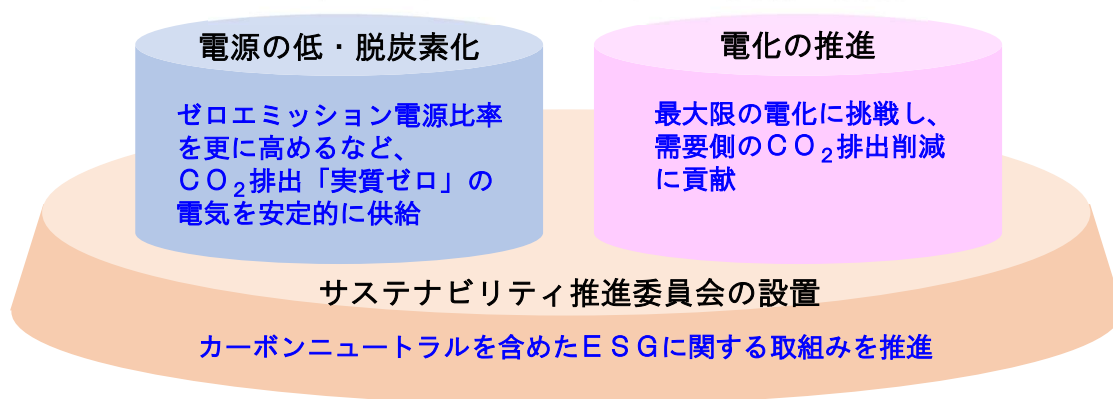 電源の低・脱炭素化
ゼロエミッション電源比率
を更に高めるなど、
ＣＯ₂排出「実質ゼロ」の
電気を安定的に供給
電化の推進
最大限の電化に挑戦し、
需要側のＣＯ₂排出削減
に貢献
サステナビリティ推進委員会の設置
カーボンニュートラルを含めたＥＳＧに関する取組みを推進